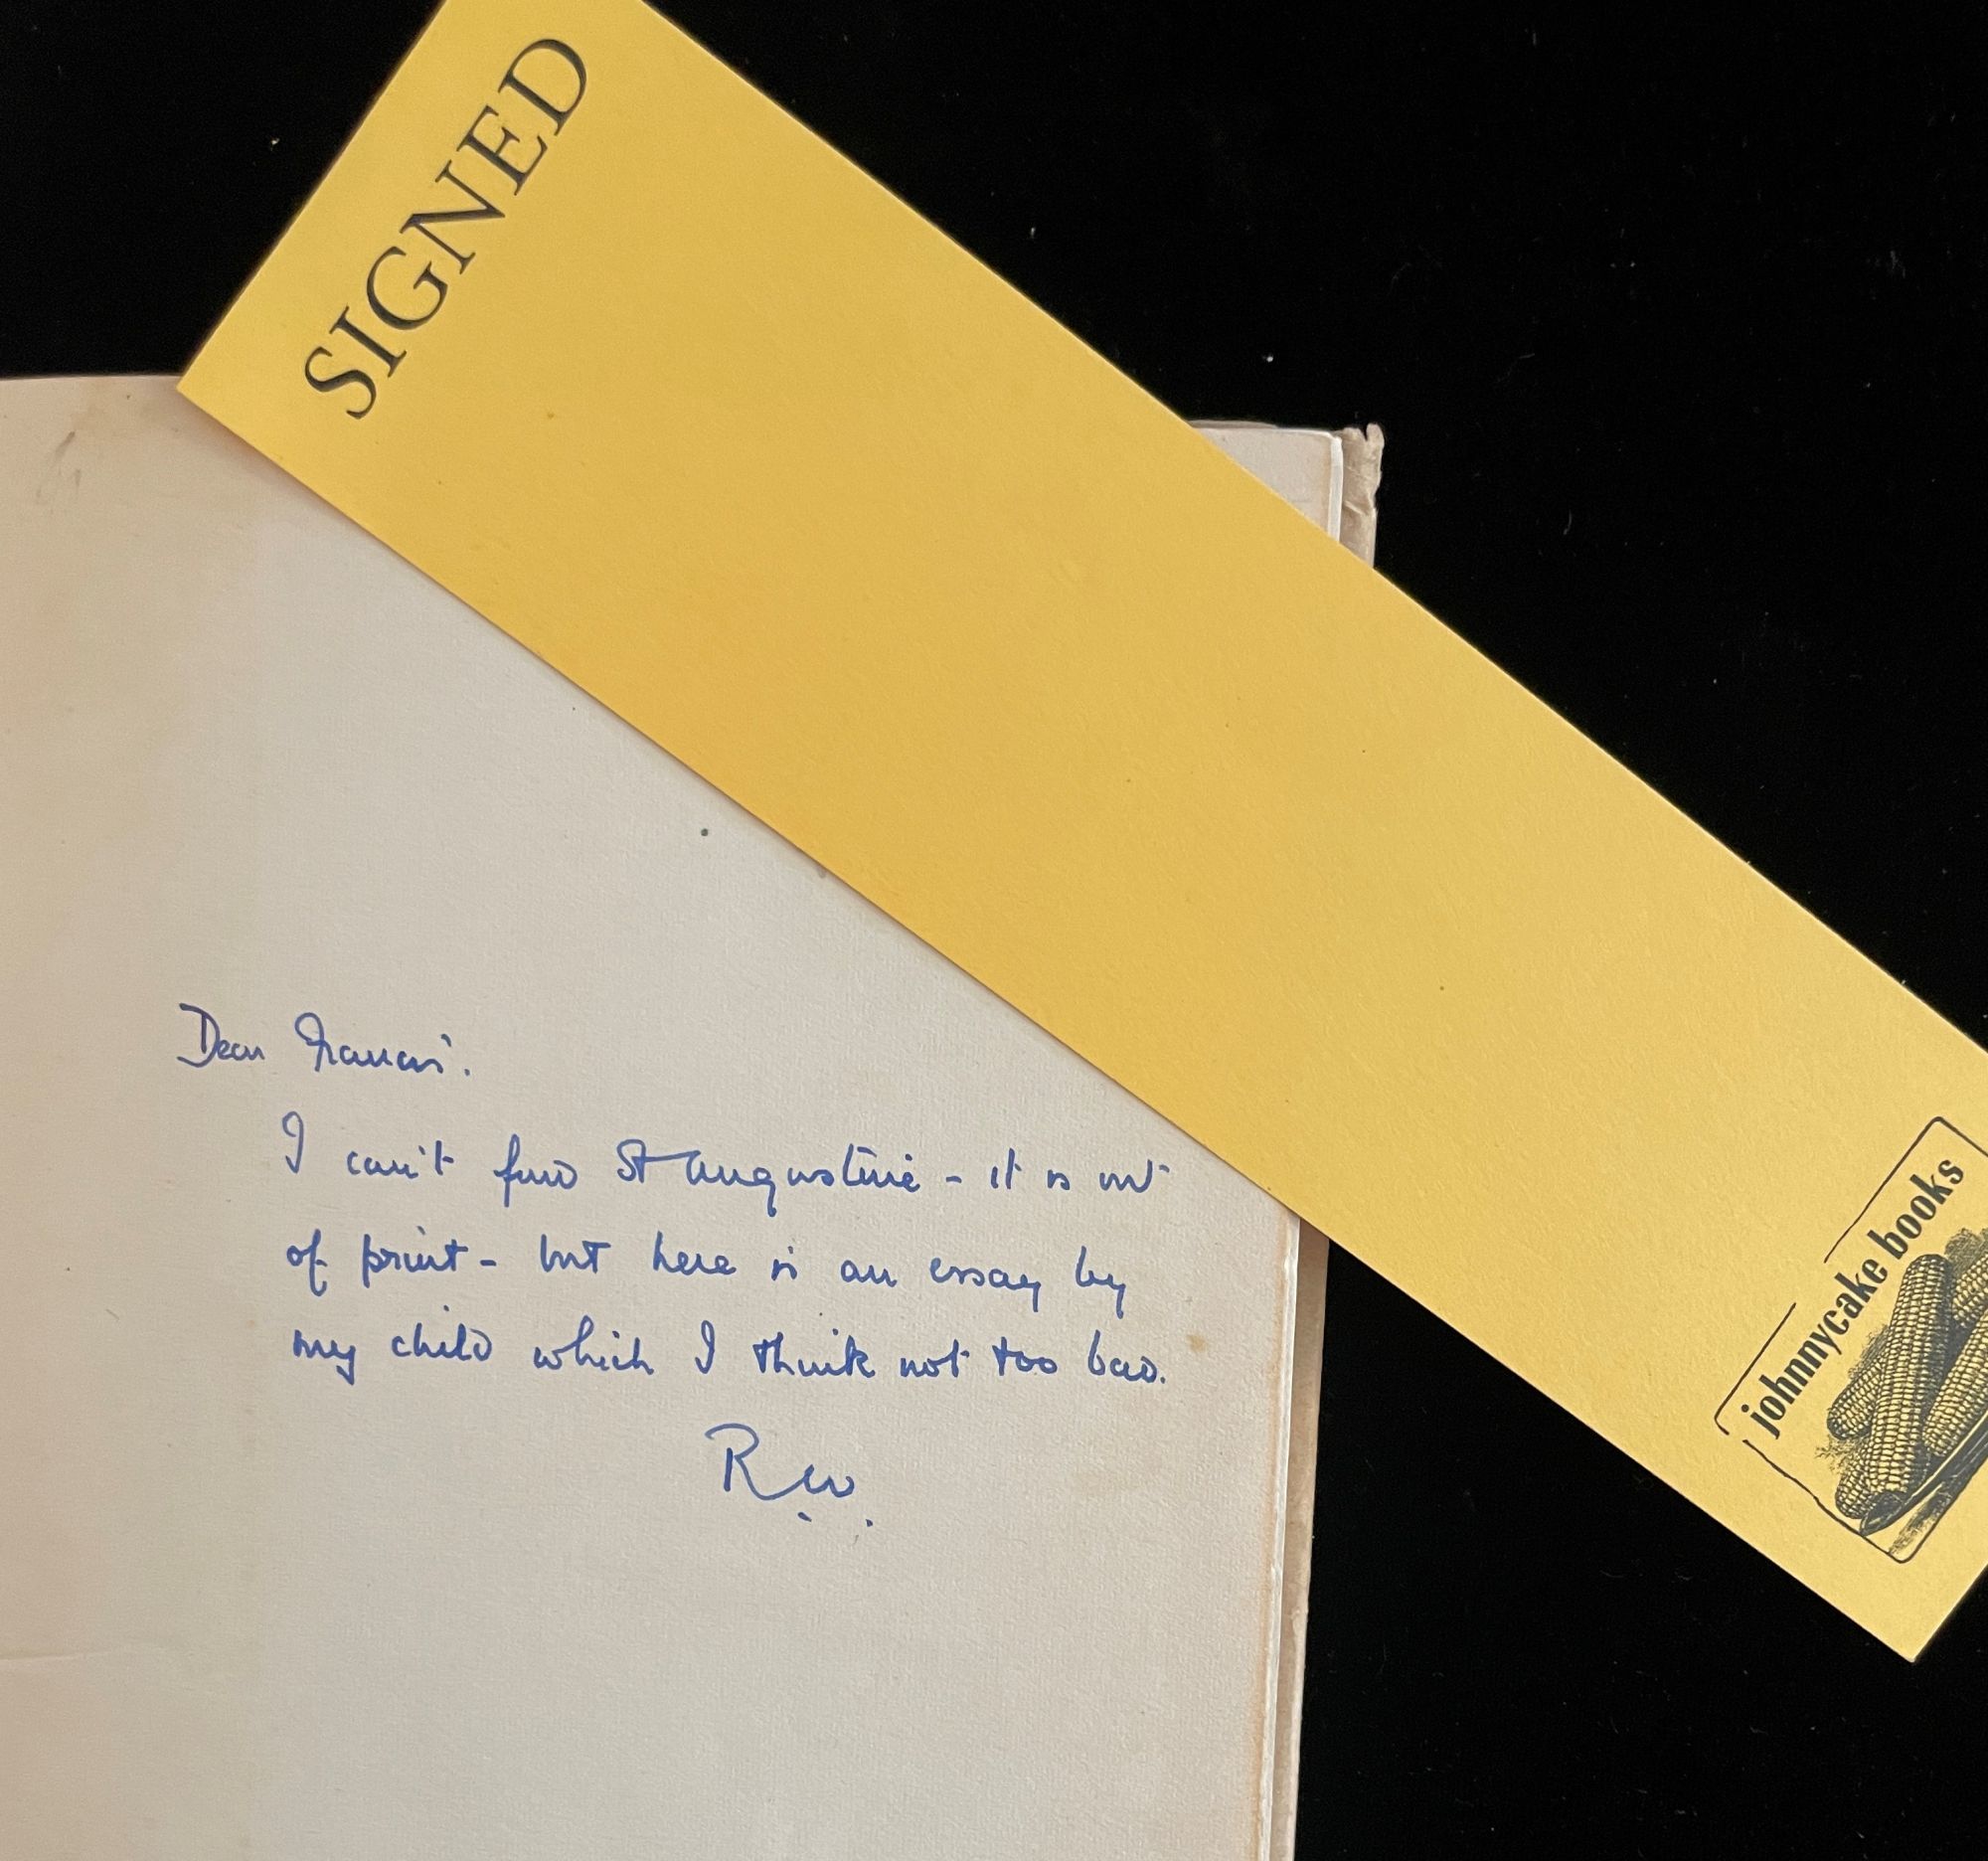 SIGNED
Dear Francis.
I can't find St Augustine - it is out
of print - but here is an essay by
my child which I think not too bad.
R.W.
johnnycake books